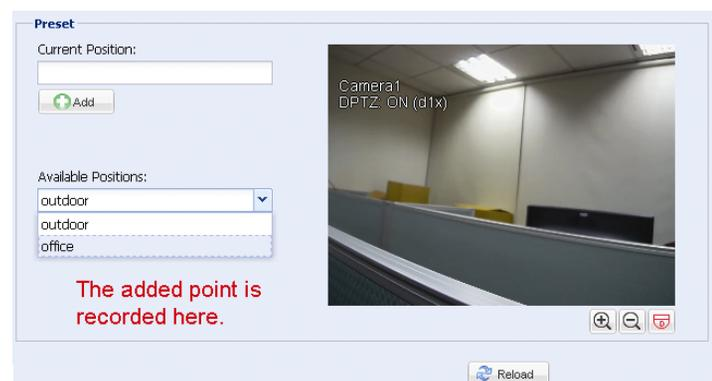 Preset
Current Position:
Add
Camera1
DPTZ: ON (d1x)
Available Positions:
outdoor
outdoor
office
The added point is
recorded here.
Reload